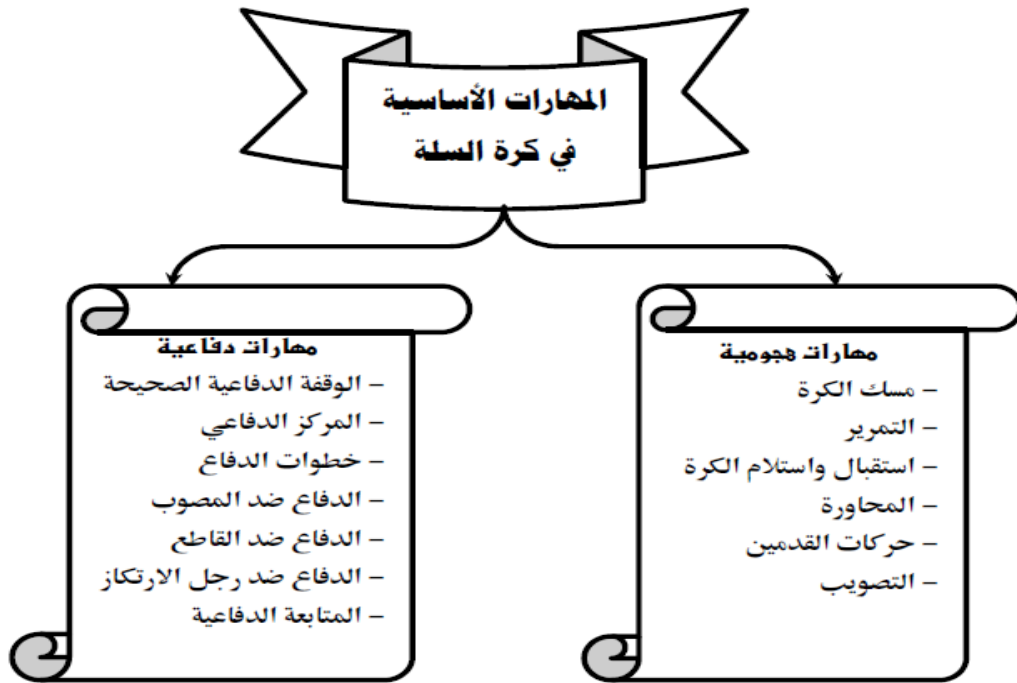 المهارات الأساسية
في كرة السلة
مهارات هجومية
– مسك الكرة
– التمرير
– استقبال واستلام الكرة
– المحاورة
– حركات القدمين
– التصويب
مهارات دفاعية
– الوقفة الدفاعية الصحيحة
– المركز الدفاعي
– خطوات الدفاع
– الدفاع ضد المصوب
– الدفاع ضد القاطع
– الدفاع ضد رجل الارتكاز
– المتابعة الدفاعية